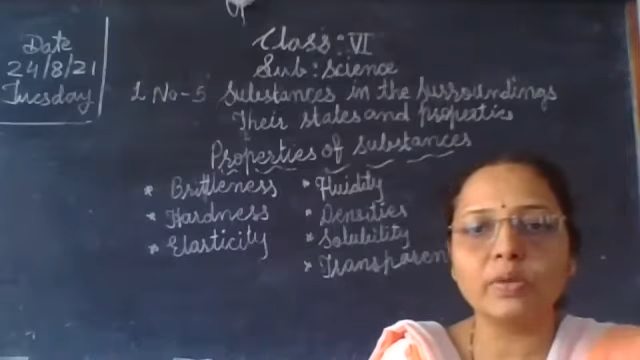 Date
24/8/21
Tuesday
Class: VI
Sub: Science
L No-5 Substances in the surroundings
Their states and properties
Properties of substances
* Brittleness
* Hardness
* Elasticity
* Fluidity
* Densities
* Solubility
* Transparen